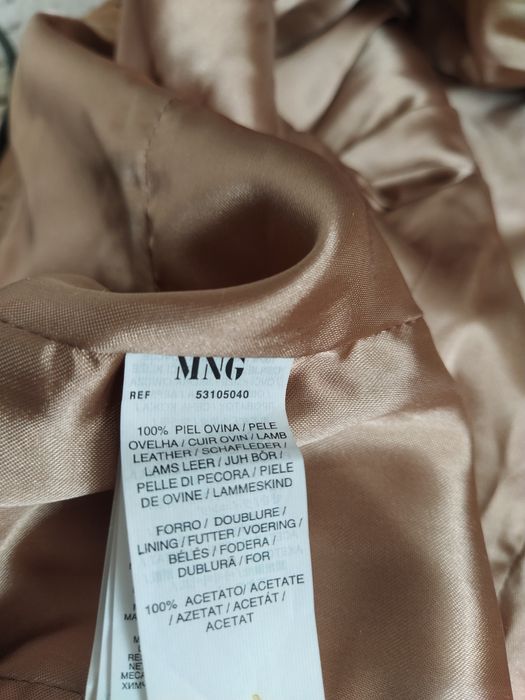 MNG
REF 53105040
100% PIEL OVINA / PELE
OVELHA / CUIR OVIN / LAMB
LEATHER / SCHAFLEDER /
LAMS LEER / JUH BŐR /
PELLE DI PECORA / PIELE
DE OVINE / LAMMESKIND
FORRO / DOUBLURE /
LINING / FUTTER / VOERING /
BÉLÉS / FODERA /
DUBLURĂ / FOR
100% ACETATO / ACETATE
/ AZETAT / ACETÁT /
ACETAT